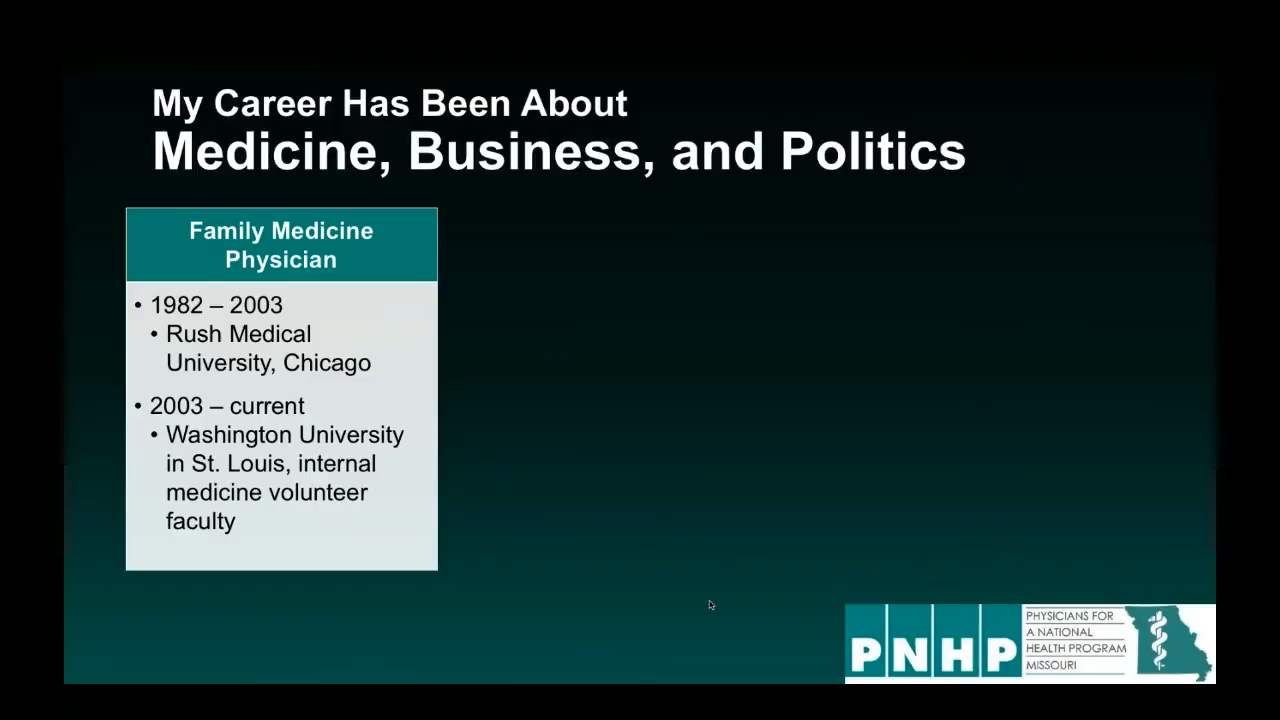 My Career Has Been About
Medicine, Business, and Politics
Family Medicine
Physician
• 1982 – 2003
• Rush Medical
University, Chicago
• 2003 – current
• Washington University
in St. Louis, internal
medicine volunteer
faculty
PNHP
PHYSICIANS FOR
A NATIONAL
HEALTH PROGRAM
MISSOURI